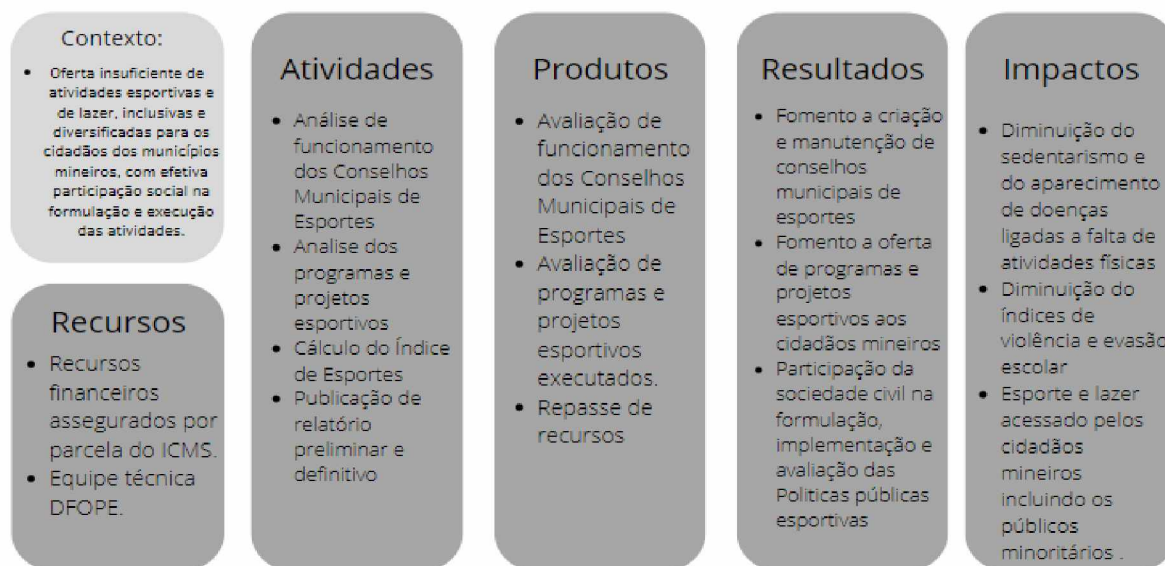 Contexto:
• Oferta insuficiente de
atividades esportivas e
de lazer, inclusivas e
diversificadas para os
cidadãos dos municípios
mineiros, com efetiva
participação social na
formulação e execução
das atividades.
Recursos
• Recursos
financeiros
assegurados por
parcela do ICMS.
• Equipe técnica
DFOPE.
Atividades
• Análise de
funcionamento
dos Conselhos
Municipais de
Esportes
• Analise dos
programas e
projetos
esportivos
• Cálculo do Índice
de Esportes
• Publicação de
relatório
preliminar e
definitivo
Produtos
• Avaliação de
funcionamento
dos Conselhos
Municipais de
Esportes
• Avaliação de
programas e
projetos
esportivos
executados.
• Repasse de
recursos
Resultados
• Fomento a criação
e manutenção de
conselhos
municipais de
esportes
• Fomento a oferta
de programas e
projetos
esportivos aos
cidadãos mineiros
• Participação da
sociedade civil na
formulação,
implementação e
avaliação das
Politicas públicas
esportivas
Impactos
• Diminuição do
sedentarismo e
do aparecimento
de doenças
ligadas a falta de
atividades físicas
• Diminuição do
índices de
violência e evasão
escolar
• Esporte e lazer
acessado pelos
cidadãos
mineiros
incluindo os
públicos
minoritários .